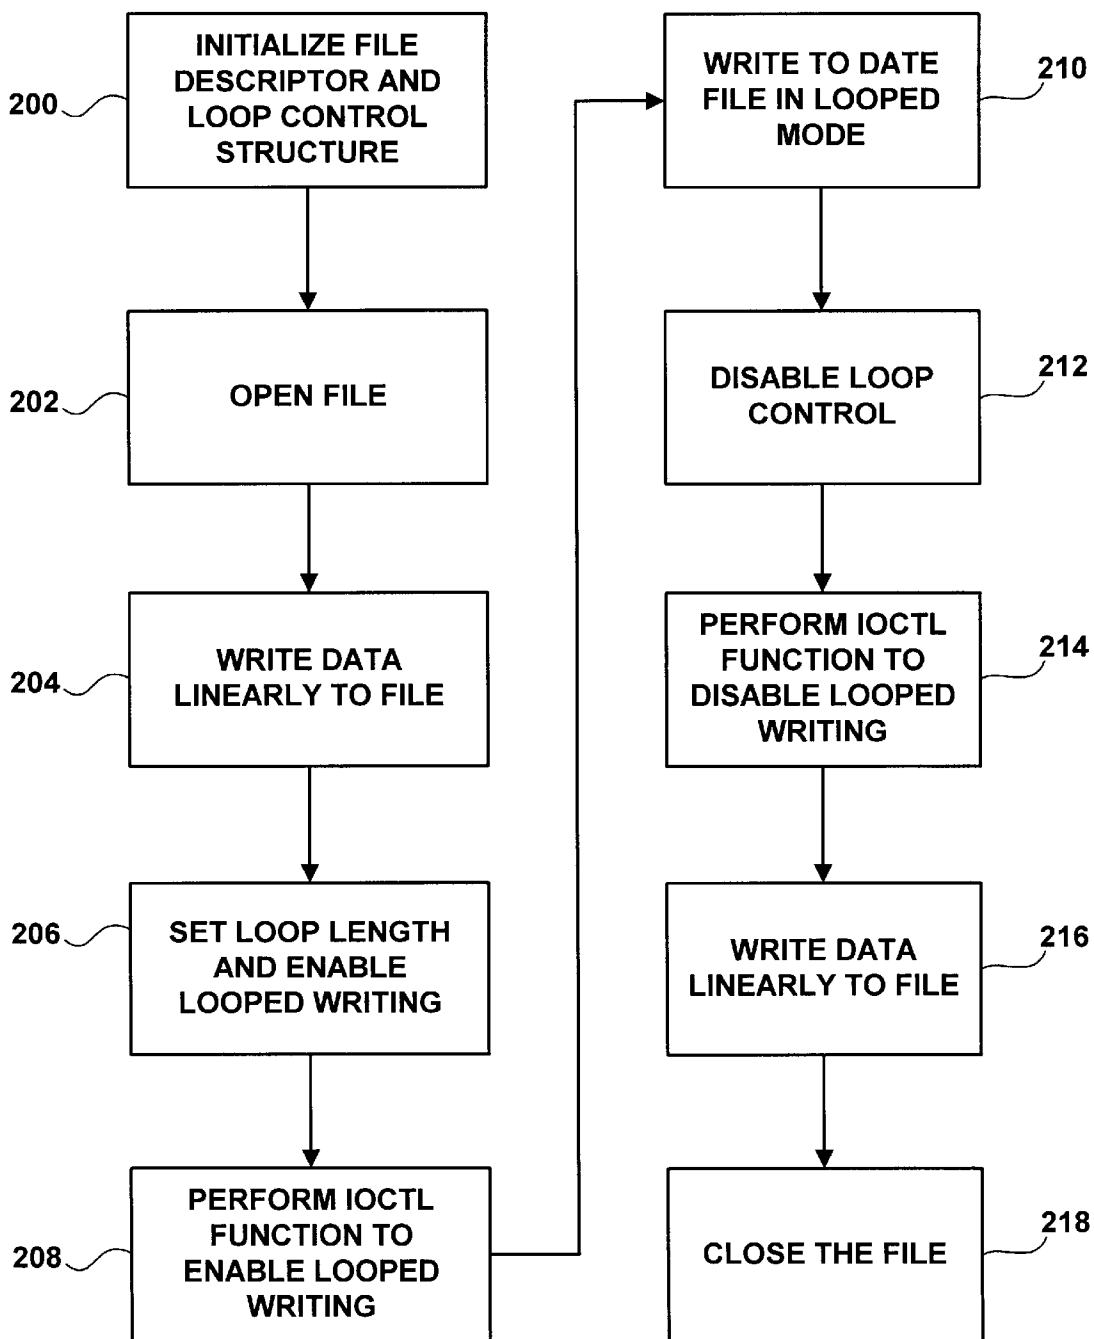 200
INITIALIZE FILE
DESCRIPTOR AND
LOOP CONTROL
STRUCTURE
202
OPEN FILE
204
WRITE DATA
LINEARLY TO FILE
206
SET LOOP LENGTH
AND ENABLE
LOOPED WRITING
208
PERFORM IOCTL
FUNCTION TO
ENABLE LOOPED
WRITING
210
WRITE TO DATE
FILE IN LOOPED
MODE
212
DISABLE LOOP
CONTROL
214
PERFORM IOCTL
FUNCTION TO
DISABLE LOOPED
WRITING
216
WRITE DATA
LINEARLY TO FILE
218
CLOSE THE FILE